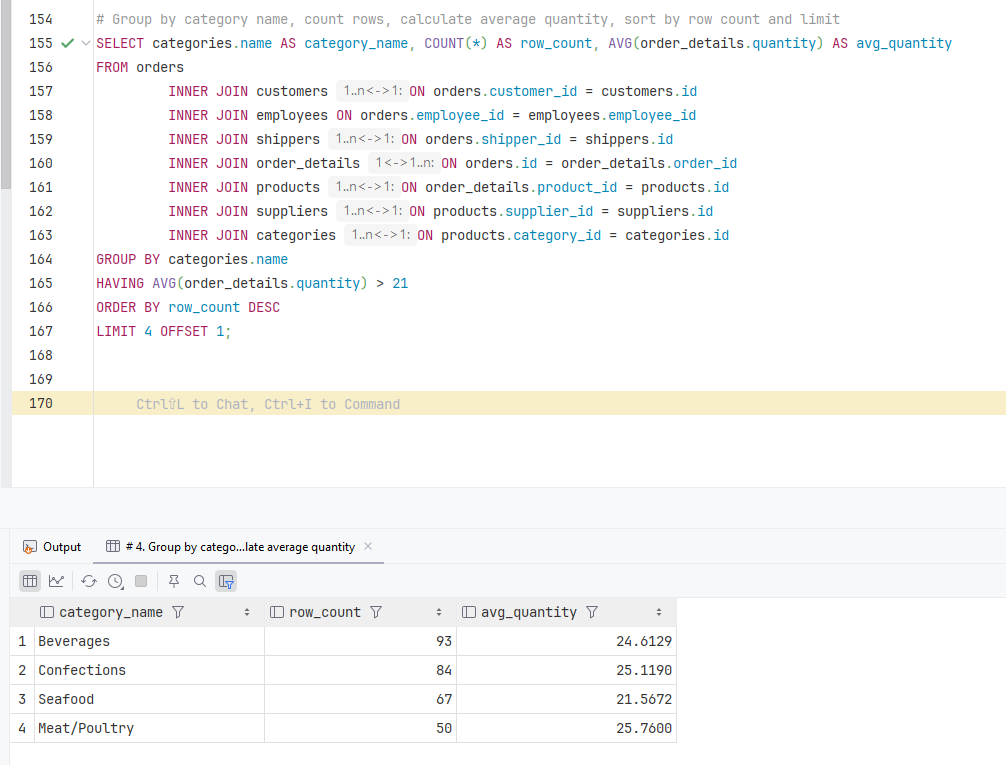 154 # Group by category name, count rows, calculate average quantity, sort by row count and limit
155 SELECT categories.name AS category_name, COUNT(*) AS row_count, AVG(order_details.quantity) AS avg_quantity
156 FROM orders
157 INNER JOIN customers 1..n<->1: ON orders.customer_id = customers.id
158 INNER JOIN employees ON orders.employee_id = employees.employee_id
159 INNER JOIN shippers 1..n<->1: ON orders.shipper_id = shippers.id
160 INNER JOIN order_details 1<->1..n: ON orders.id = order_details.order_id
161 INNER JOIN products 1..n<->1: ON order_details.product_id = products.id
162 INNER JOIN suppliers 1..n<->1: ON products.supplier_id = suppliers.id
163 INNER JOIN categories 1..n<->1: ON products.category_id = categories.id
164 GROUP BY categories.name
165 HAVING AVG(order_details.quantity) > 21
166 ORDER BY row_count DESC
167 LIMIT 4 OFFSET 1;
168
169
170 Ctrl⇧L to Chat, Ctrl+I to Command
Output # 4. Group by catego...late average quantity
category_name row_count avg_quantity
1 Beverages 93 24.6129
2 Confections 84 25.1190
3 Seafood 67 21.5672
4 Meat/Poultry 50 25.7600